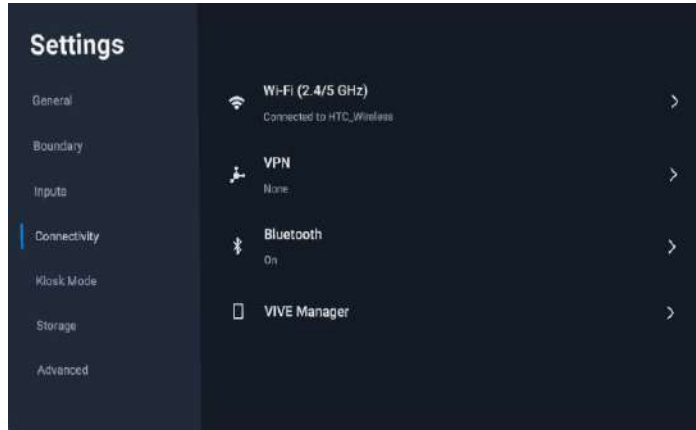 Settings
General
Boundary
Inputs
Connectivity
Kiosk Mode
Storage
Advanced
Wi-Fi (2.4/5 GHz)
Connected to HTC_Wireless
VPN
None
Bluetooth
On
VIVE Manager